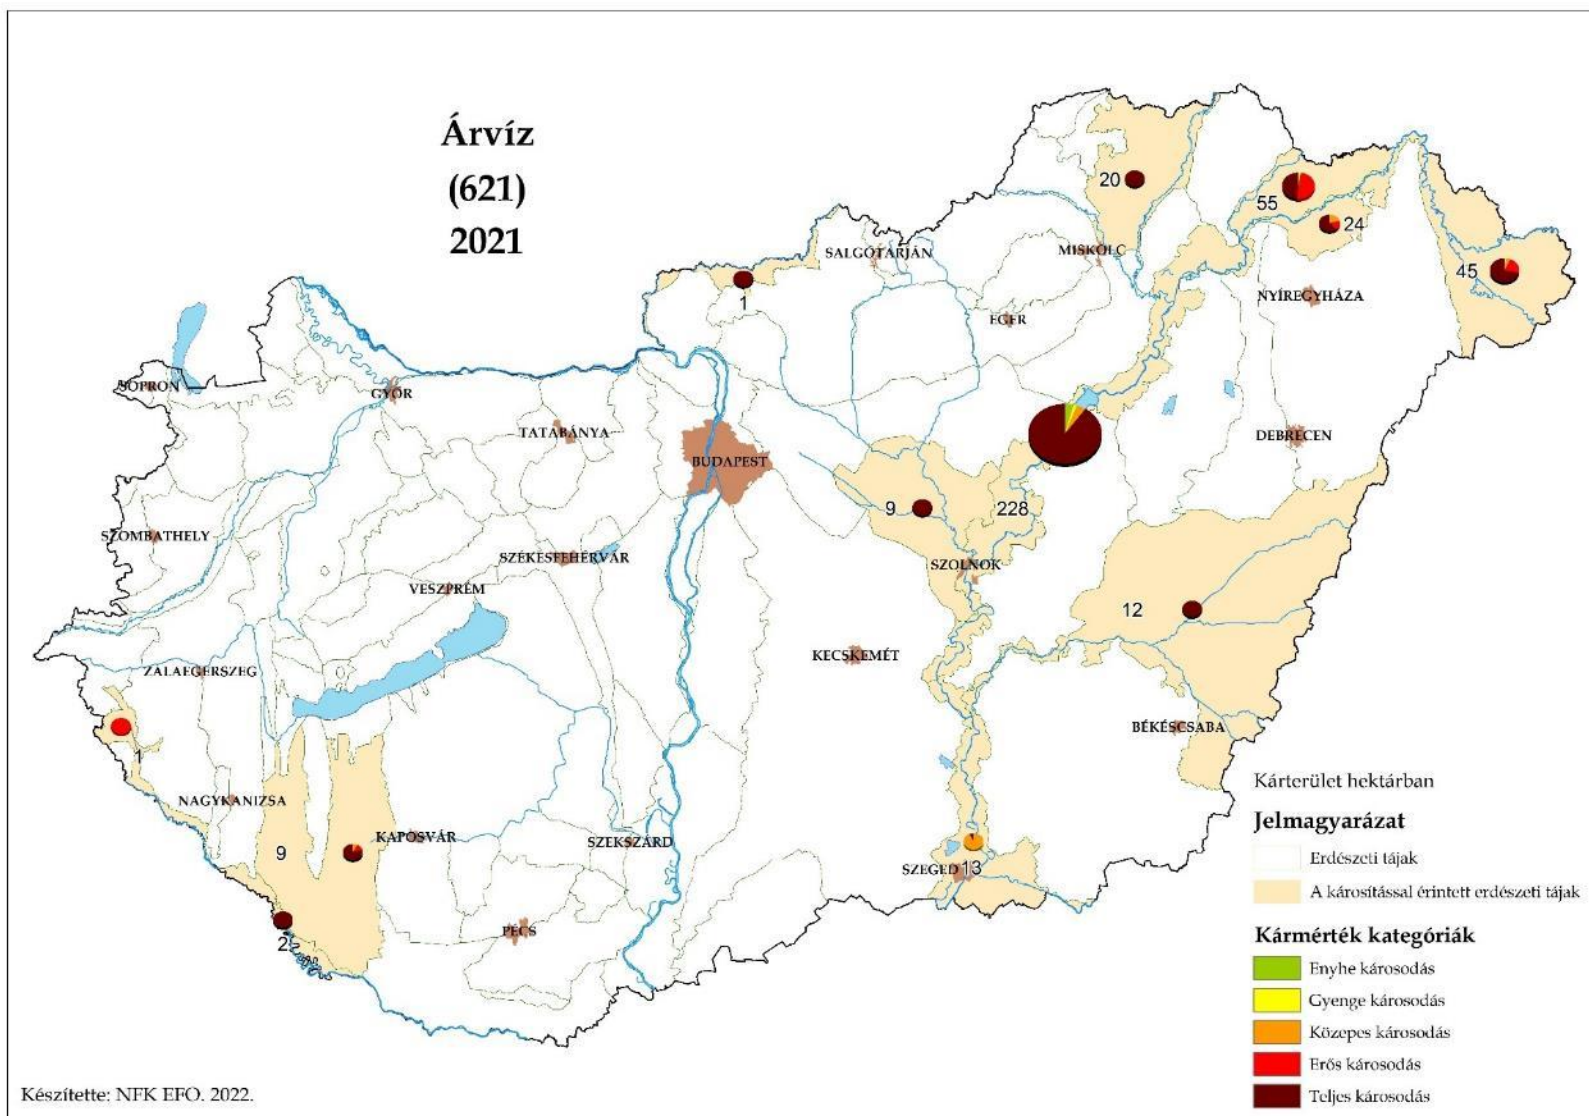 Árvíz
(621)
2021
20
55
24
SALGÓTARJÁN
MISKOLC
45
1
NYÍREGYHÁZA
EGER
SOPRON
GYŐR
TATABÁNYA
DEBRECEN
BUDAPEST
9
228
SZOMBATHELY
SZÉKESFEHÉRVÁR
SZOLNOK
VESZPRÉM
12
KECSKEMÉT
ZALAEGERSZEG
BÉKÉSCSABA
1
NAGYKANIZSA
KAPOSVÁR
SZEKSZÁRD
9
SZEGED
13
PÉCS
2
Kárterület hektárban
Jelmagyarázat
Erdészeti tájak
A károsítással érintett erdészeti tájak
Kármérték kategóriák
Enyhe károsodás
Gyenge károsodás
Közepes károsodás
Erős károsodás
Teljes károsodás
Készítette: NFK EFO. 2022.